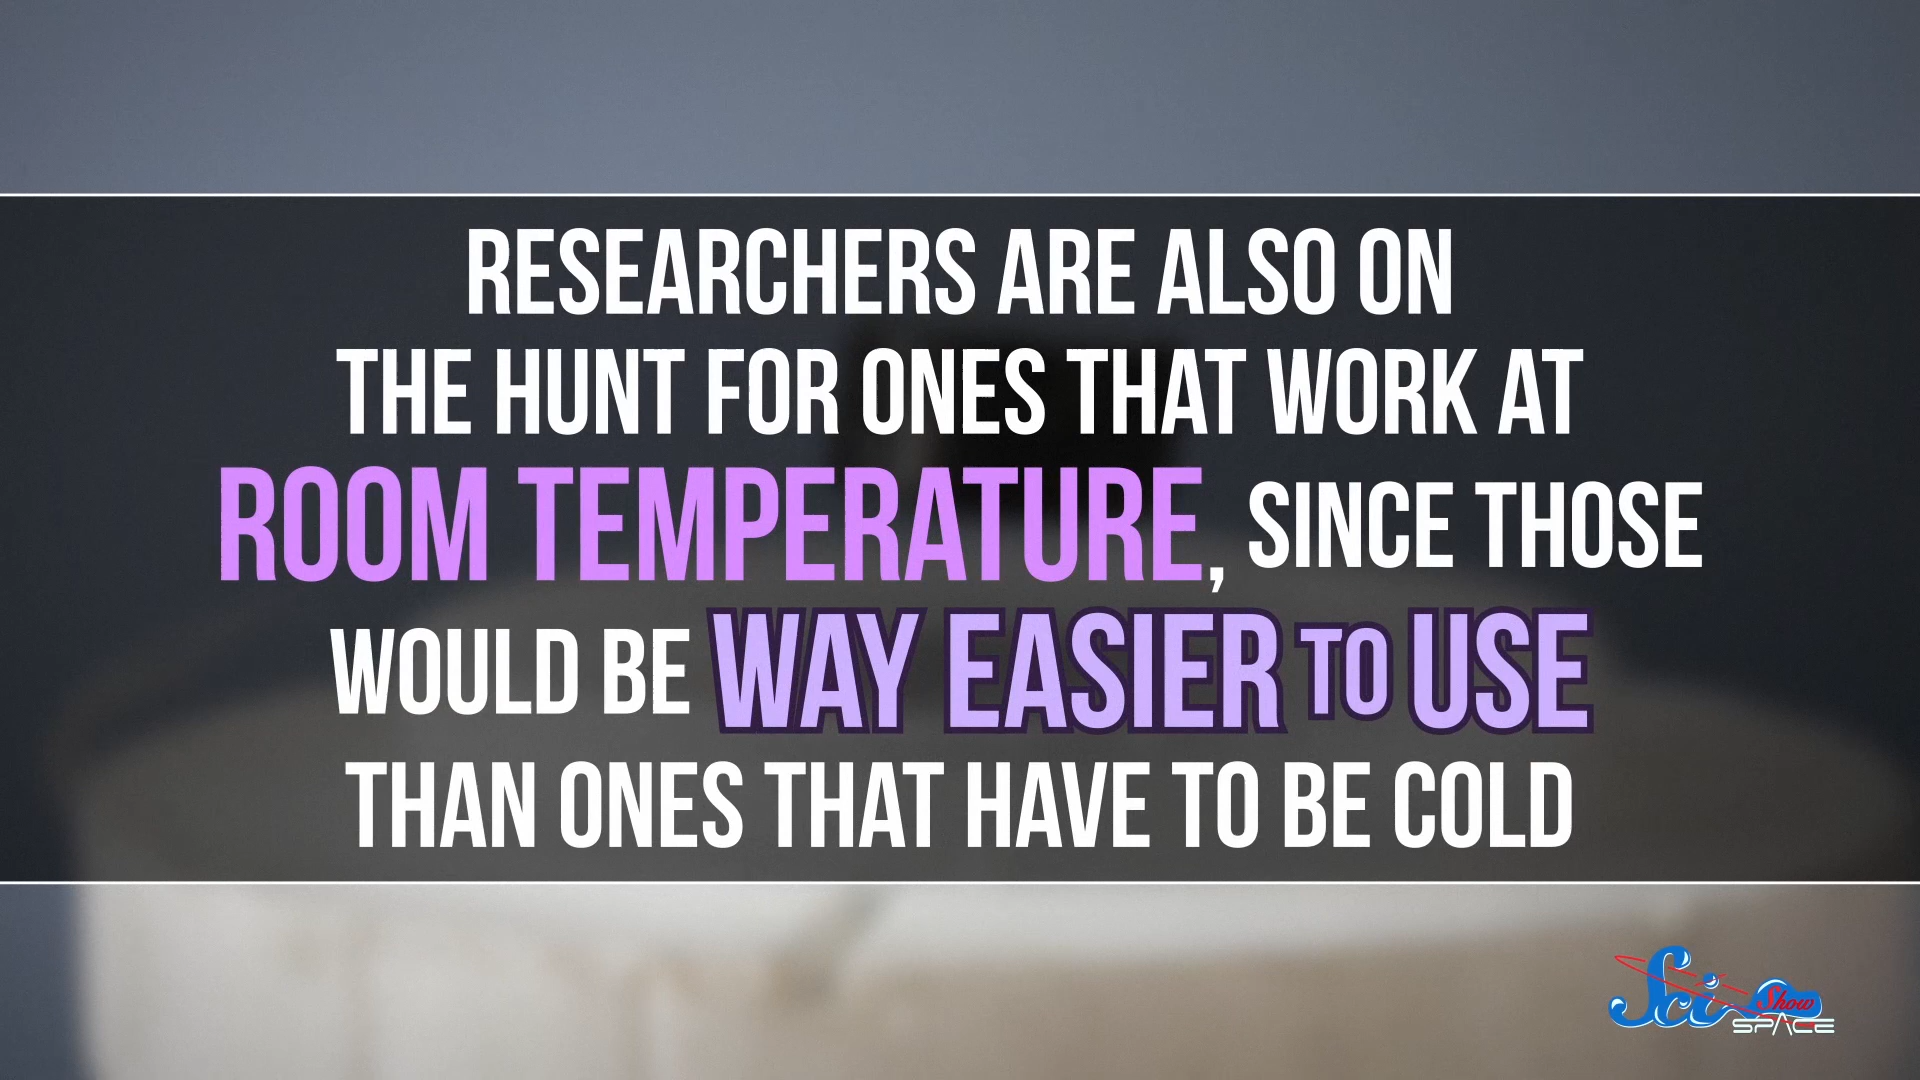 RESEARCHERS ARE ALSO ON
THE HUNT FOR ONES THAT WORK AT
ROOM TEMPERATURE, SINCE THOSE
WOULD BE WAY EASIER TO USE
THAN ONES THAT HAVE TO BE COLD
Sci Show
SPACE